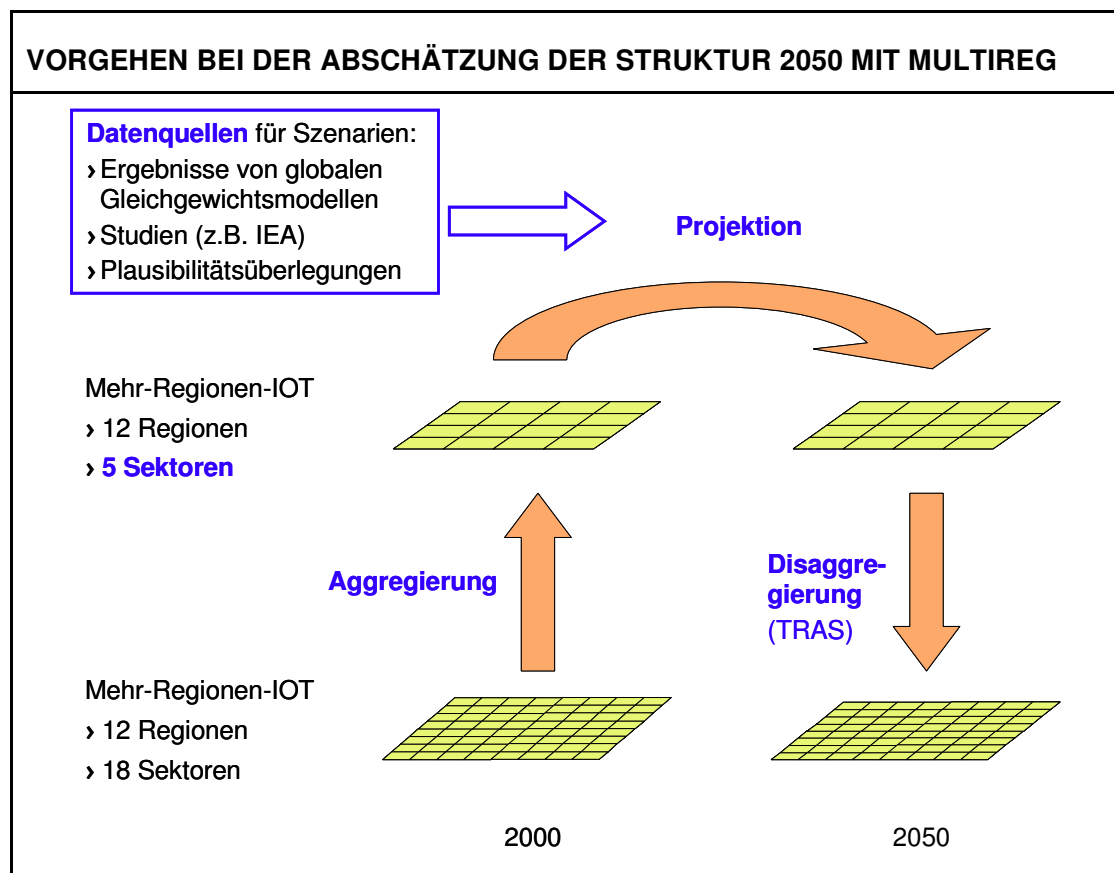 VORGEHEN BEI DER ABSCHÄTZUNG DER STRUKTUR 2050 MIT MULTIREG
Datenquellen für Szenarien:
› Ergebnisse von globalen
Gleichgewichtsmodellen
› Studien (z.B. IEA)
› Plausibilitätsüberlegungen
Projektion
Mehr-Regionen-IOT
› 12 Regionen
› 5 Sektoren
Aggregierung
Disaggre-
gierung
(TRAS)
Mehr-Regionen-IOT
› 12 Regionen
› 18 Sektoren
2000
2050